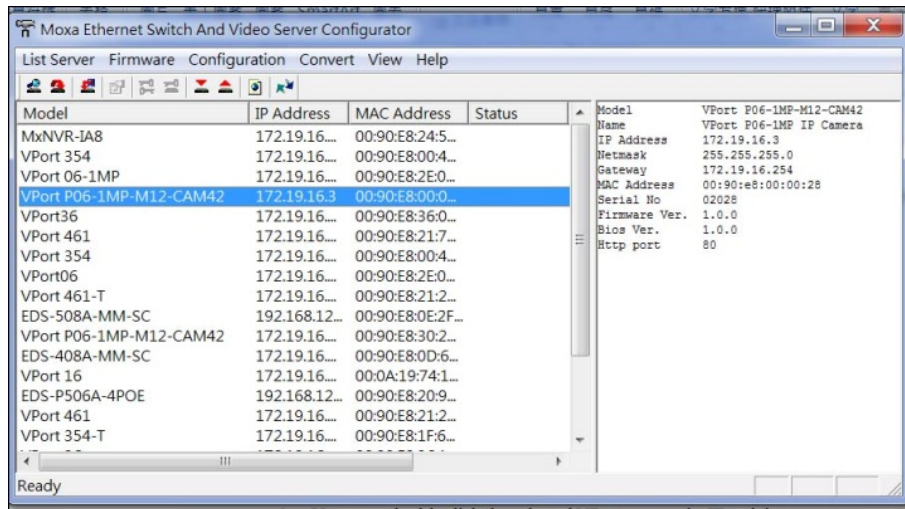 Moxa Ethernet Switch And Video Server Configurator
List Server Firmware Configuration Convert View Help
Model IP Address MAC Address Status
MxNVR-IA8 172.19.16.... 00:90:E8:24:5...
VPort 354 172.19.16.... 00:90:E8:00:4...
VPort 06-1MP 172.19.16.... 00:90:E8:2E:0...
VPort P06-1MP-M12-CAM42 172.19.16.3 00:90:E8:00:0...
VPort36 172.19.16.... 00:90:E8:36:0...
VPort 461 172.19.16.... 00:90:E8:21:7...
VPort 354 172.19.16.... 00:90:E8:00:4...
VPort06 172.19.16.... 00:90:E8:2E:0...
VPort 461-T 172.19.16.... 00:90:E8:21:2...
EDS-508A-MM-SC 192.168.12... 00:90:E8:0E:2F...
VPort P06-1MP-M12-CAM42 172.19.16.... 00:90:E8:30:2...
EDS-408A-MM-SC 172.19.16.... 00:90:E8:0D:6...
VPort 16 172.19.16.... 00:0A:19:74:1...
EDS-P506A-4POE 192.168.12... 00:90:E8:20:9...
VPort 461 172.19.16.... 00:90:E8:21:2...
VPort 354-T 172.19.16.... 00:90:E8:1F:6...
Model VPort P06-1MP-M12-CAM42
Name VPort P06-1MP IP Camera
IP Address 172.19.16.3
Netmask 255.255.255.0
Gateway 172.19.16.254
MAC Address 00:90:e8:00:00:28
Serial No 02028
Firmware Ver. 1.0.0
Bios Ver. 1.0.0
Http port 80
Ready